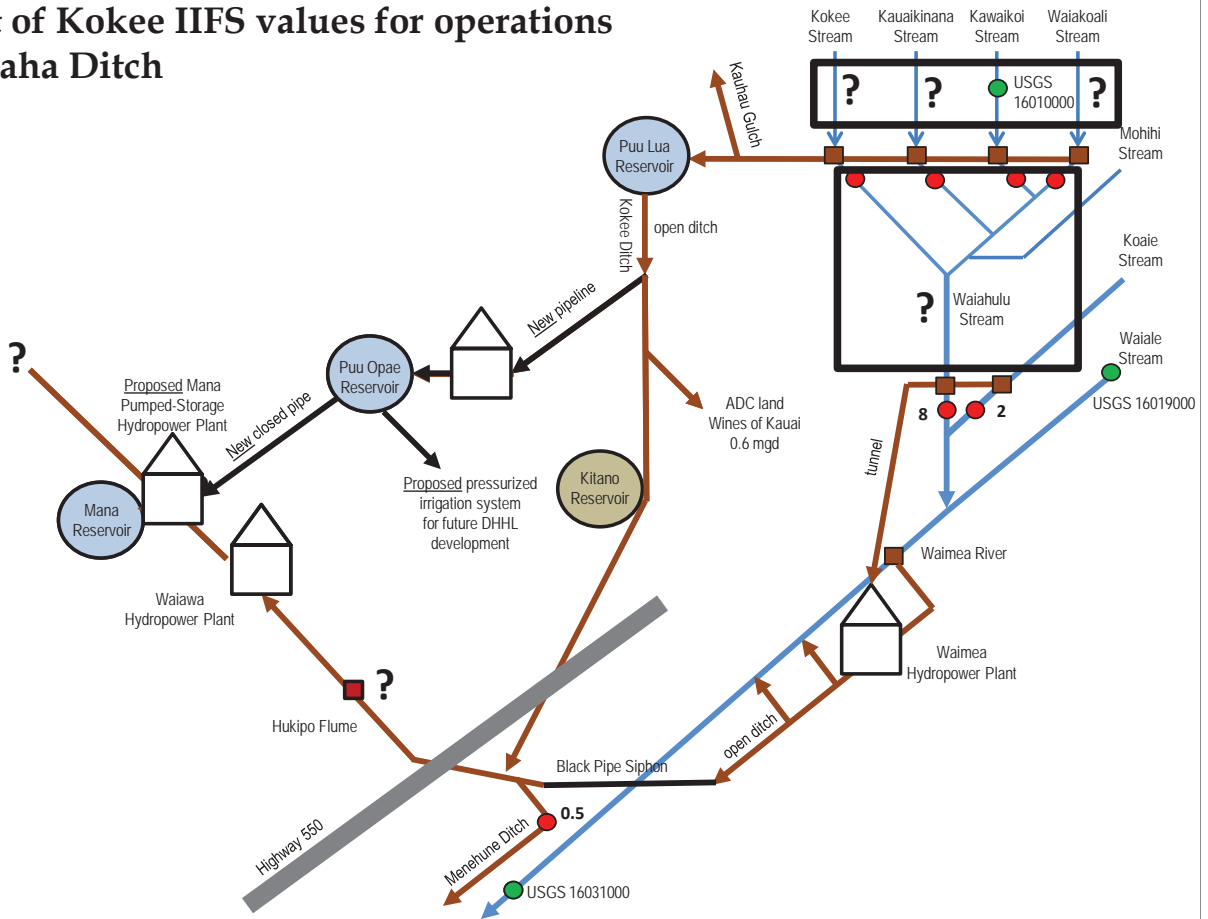 of Kokee IIFS values for operations
aha Ditch
Kokee
Stream
Kauaikinana
Stream
Kawaikoi
Stream
Waiakoali
Stream
?
?
USGS
16010000
?
Mohihi
Stream
Kauhau Gulch
Puu Lua
Reservoir
Kokee Ditch
open ditch
Koaie
Stream
?
Waiahulu
Stream
Waiale
Stream
USGS 16019000
New pipeline
?
Proposed Mana
Pumped-Storage
Hydropower Plant
Puu Opae
Reservoir
New closed pipe
ADC land
Wines of Kauai
0.6 mgd
8
2
tunnel
Proposed pressurized
irrigation system
for future DHHL
development
Kitano
Reservoir
Mana
Reservoir
Waimea River
Waiawa
Hydropower Plant
Waimea
Hydropower Plant
?
Hukipo Flume
open ditch
Black Pipe Siphon
0.5
Highway 550
Menehune Ditch
USGS 16031000